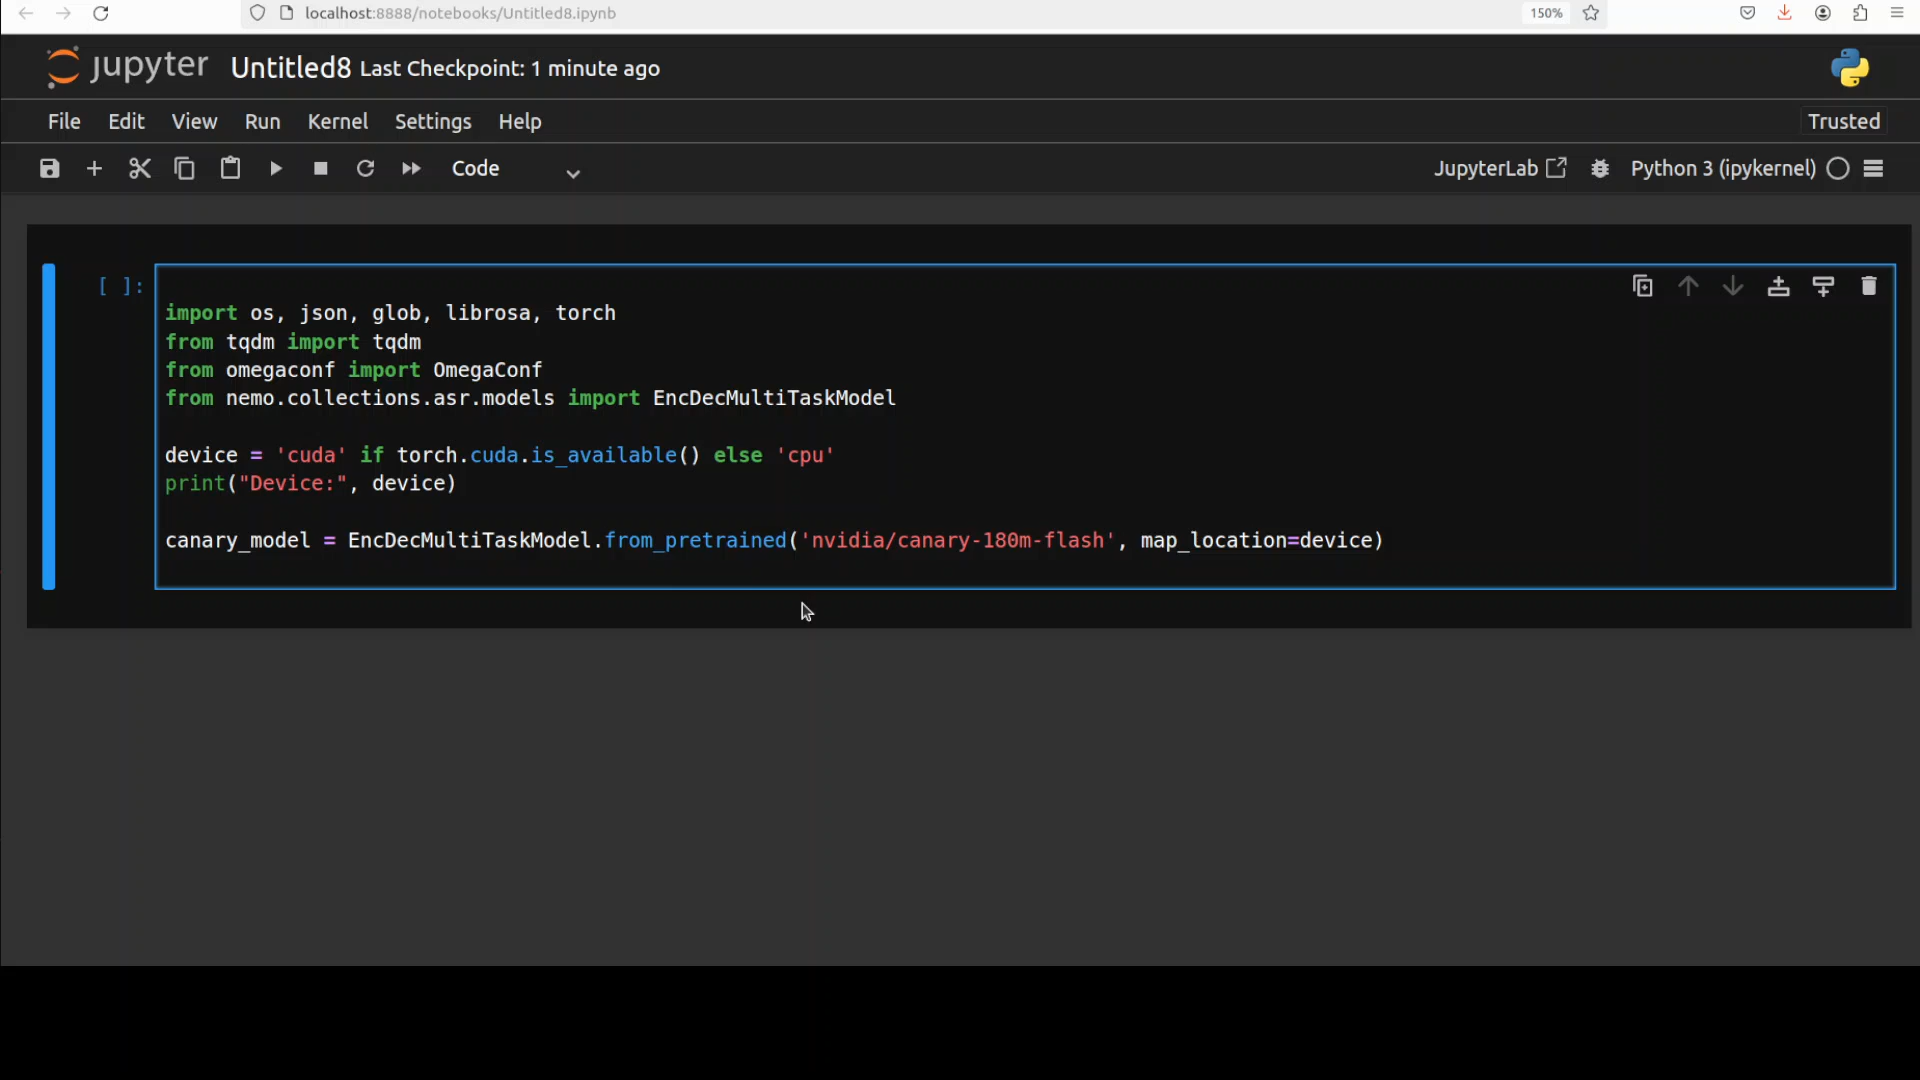 localhost:8888/notebooks/Untitled8.ipynb
150%
jupyter Untitled8 Last Checkpoint: 1 minute ago
File Edit View Run Kernel Settings Help
Trusted
Code
JupyterLab
Python 3 (ipykernel)
[ ]:
import os, json, glob, librosa, torch
from tqdm import tqdm
from omegaconf import OmegaConf
from nemo.collections.asr.models import EncDecMultiTaskModel
device = 'cuda' if torch.cuda.is_available() else 'cpu'
print("Device:", device)
canary_model = EncDecMultiTaskModel.from_pretrained('nvidia/canary-180m-flash', map_location=device)